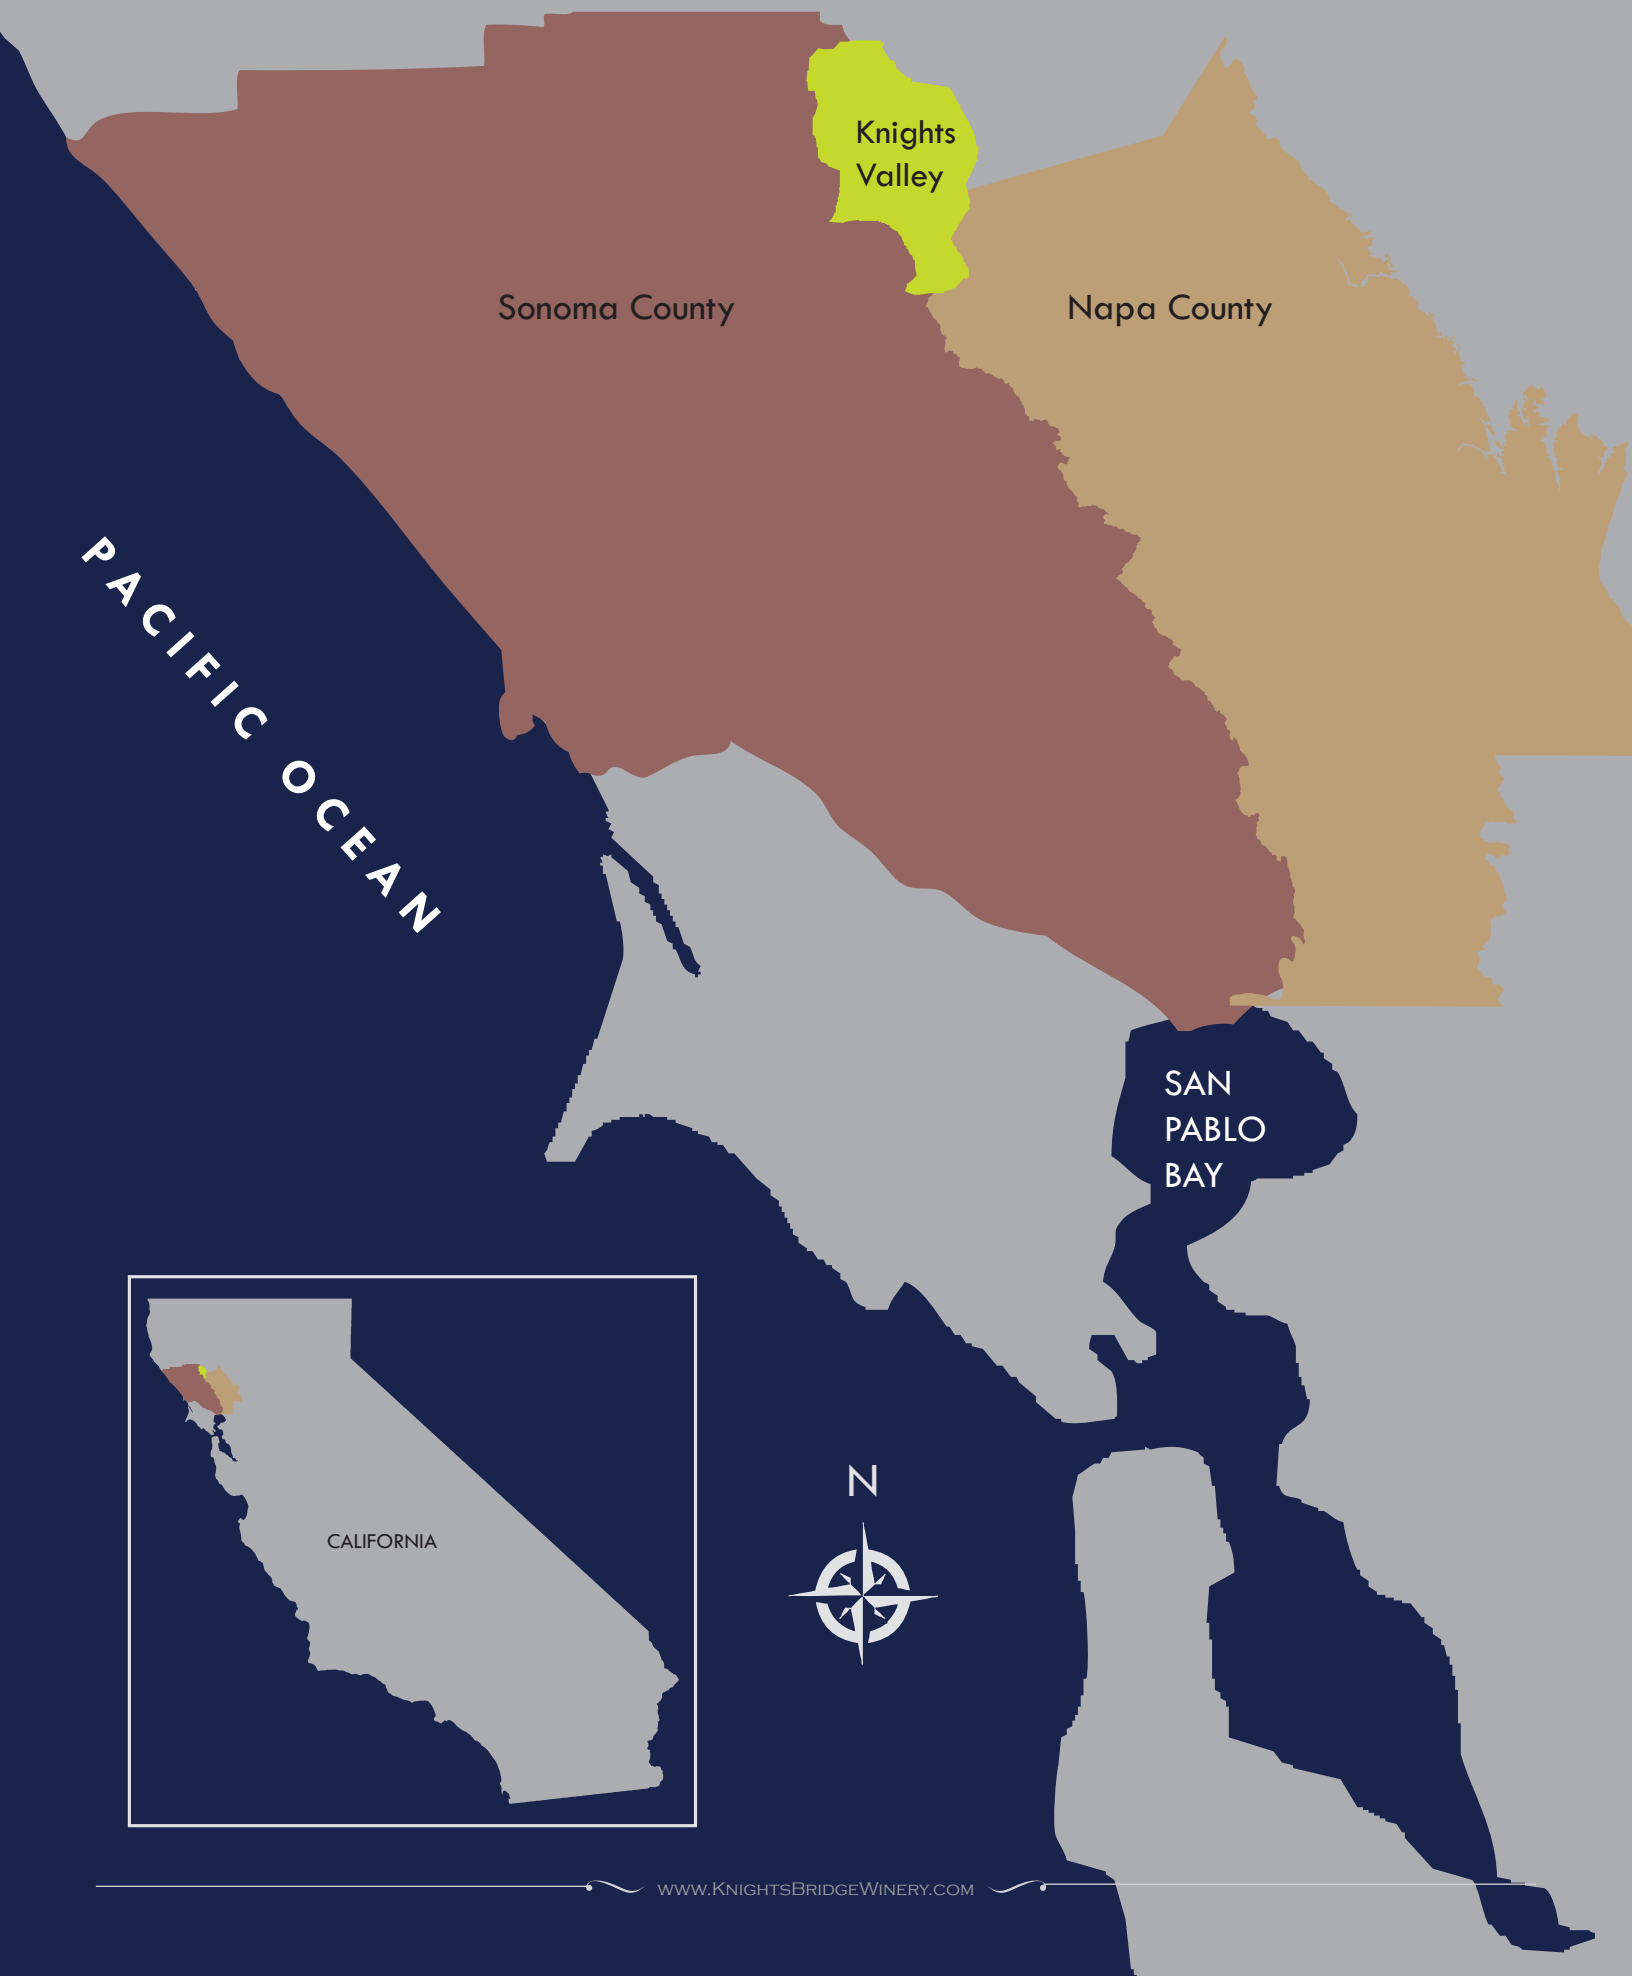 Knights
Valley
Sonoma County
Napa County
PACIFIC OCEAN
SAN
PABLO
BAY
N
CALIFORNIA
WWW.KNIGHTSBRIDGEWINERY.COM